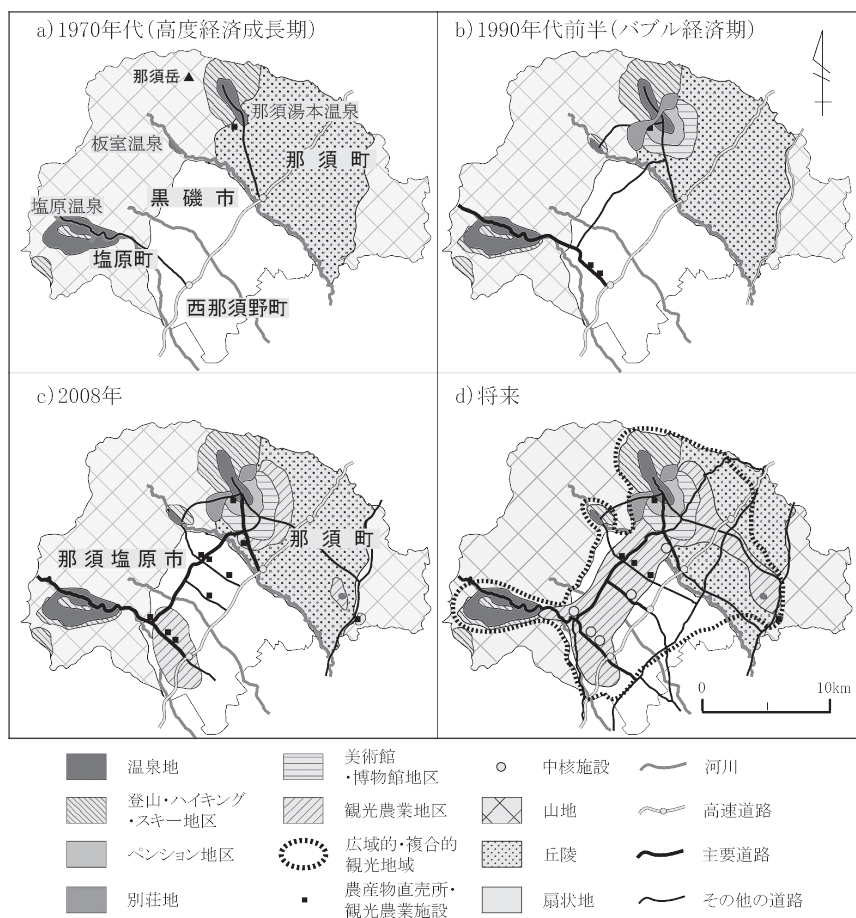 a)1970年代(高度経済成長期)
那須岳▲
那須湯本温泉
板室温泉
那須町
黒磯市
塩原温泉
塩原町
西那須野町
b)1990年代前半(バブル経済期)
c)2008年
那須塩原市
那須町
d)将来
0 10km
温泉地
登山・ハイキング
・スキー地区
ペンション地区
別荘地
美術館
・博物館地区
観光農業地区
広域的・複合的
観光地域
農産物直売所・
観光農業施設
中核施設
山地
丘陵
扇状地
河川
高速道路
主要道路
その他の道路